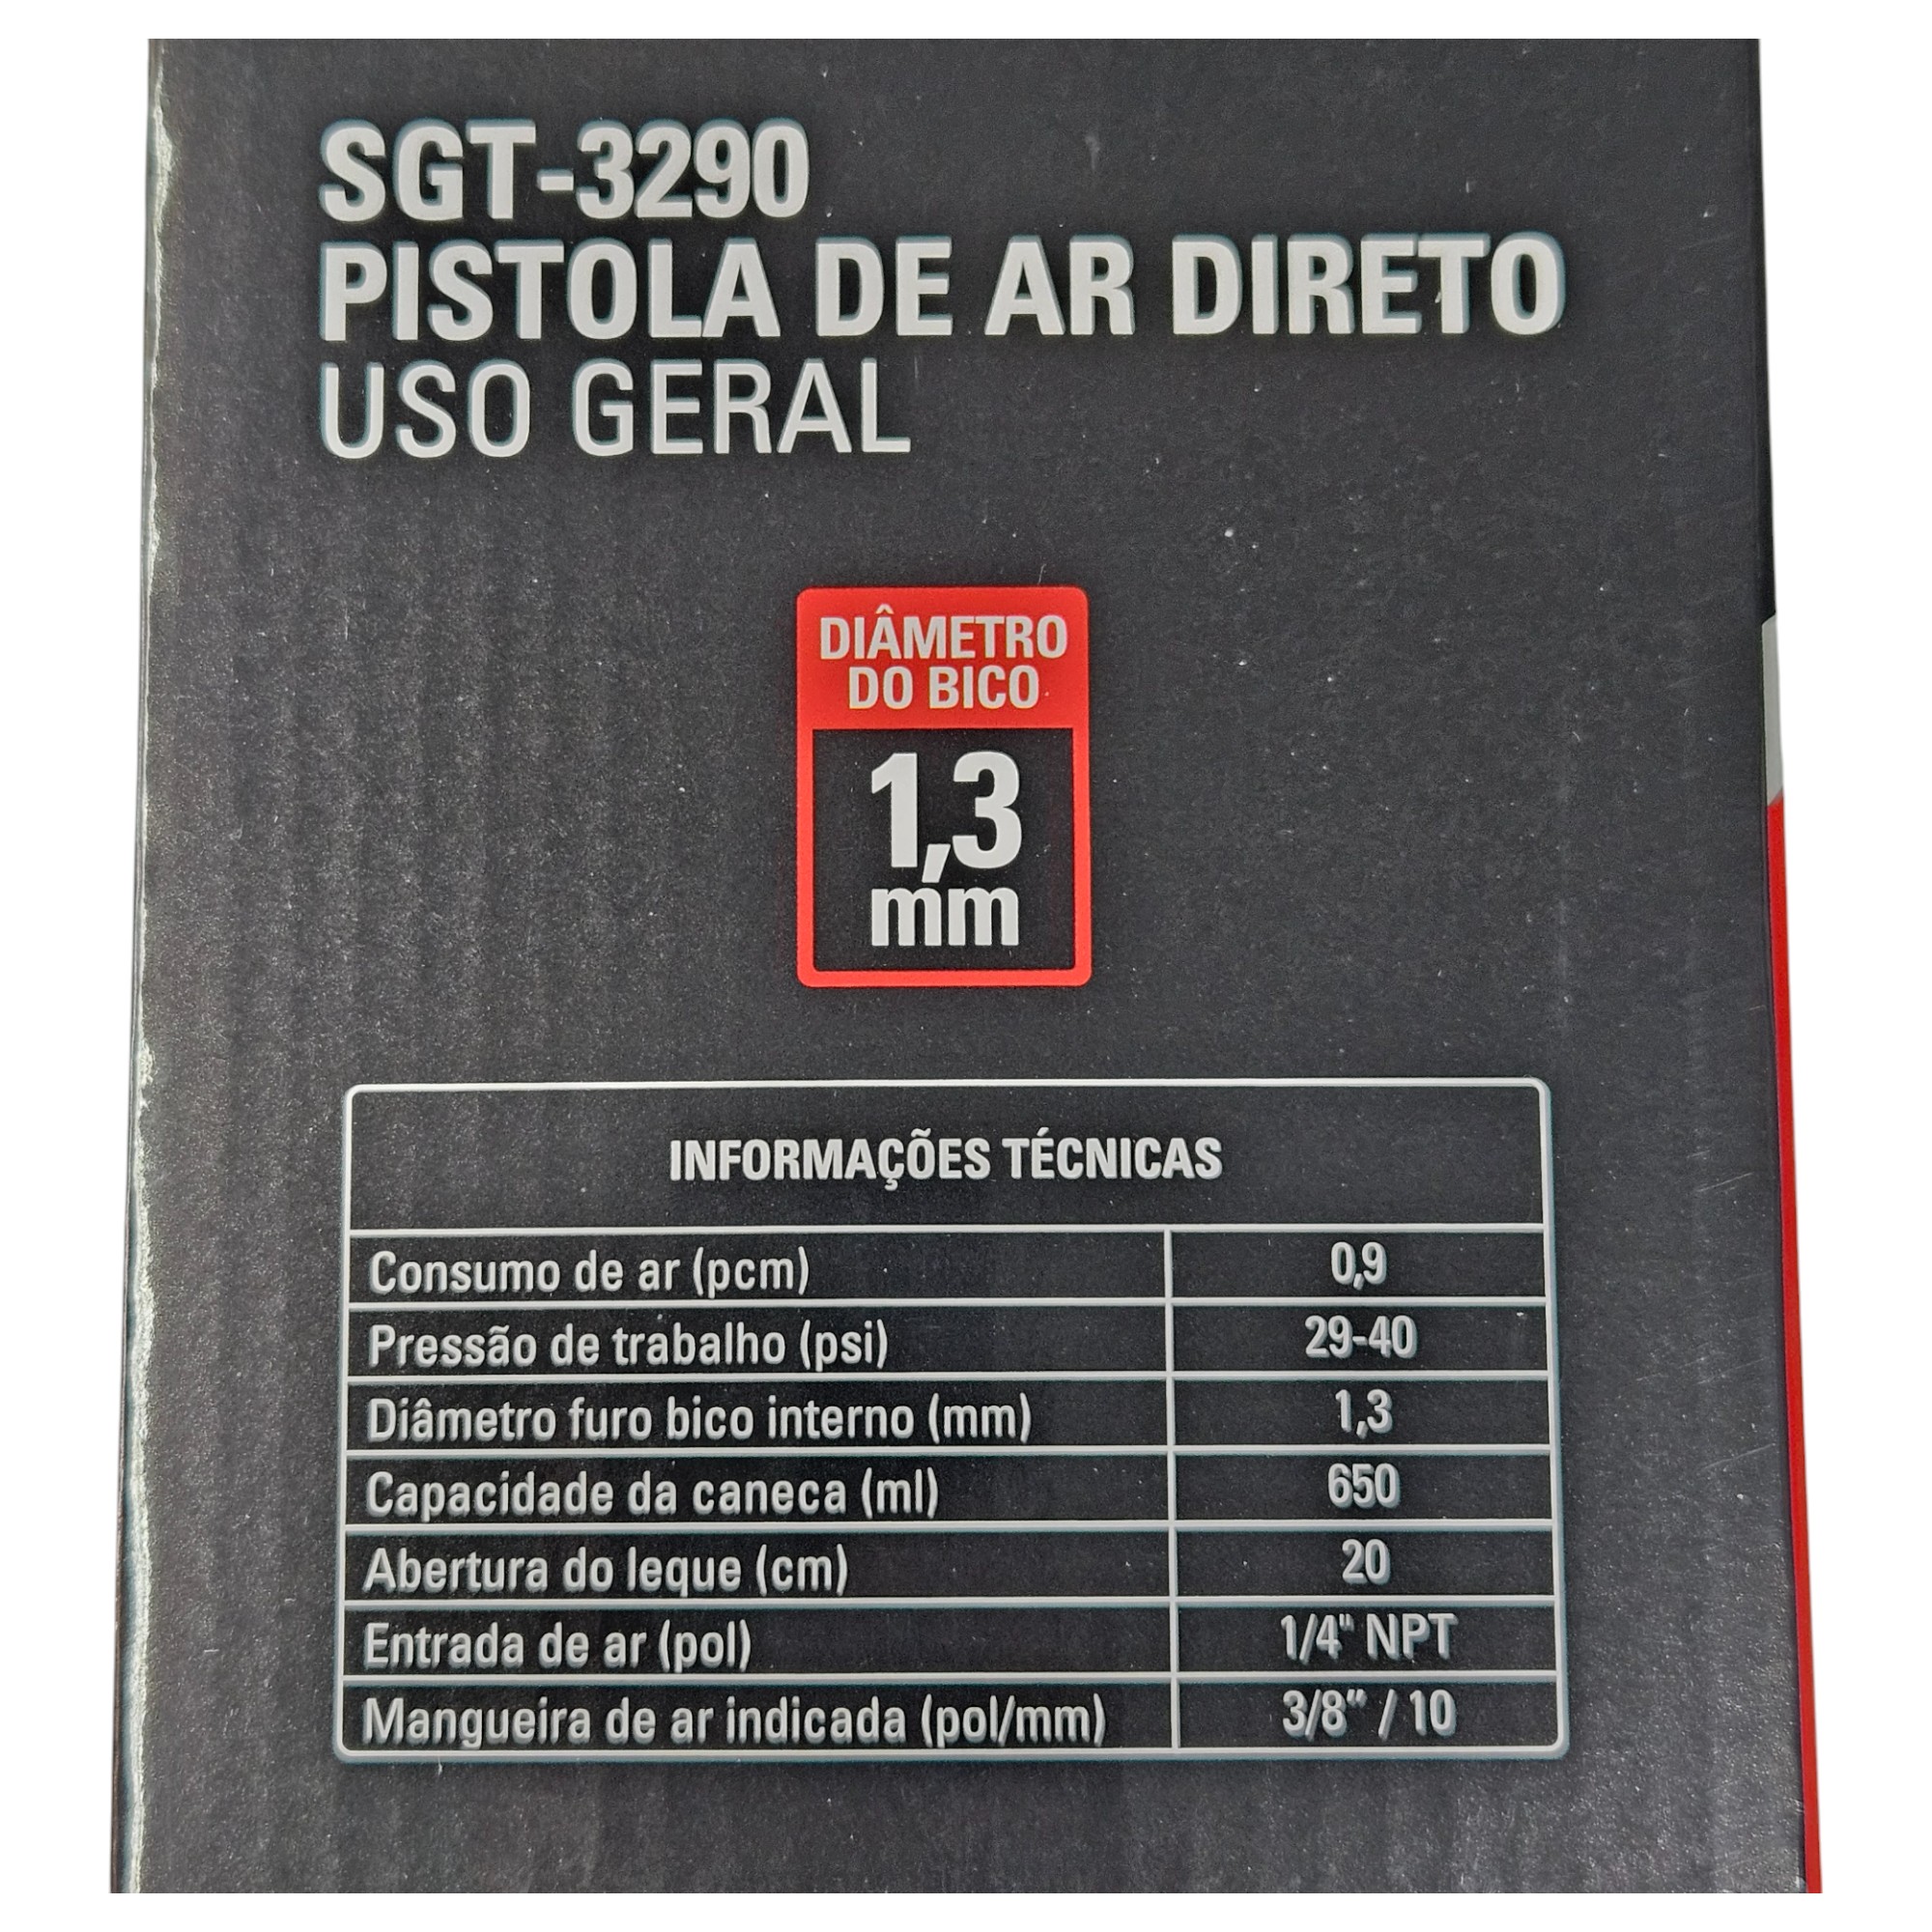 SGT-3290
PISTOLA DE AR DIRETO
USO GERAL
DIÂMETRO
DO BICO
1,3
mm
INFORMAÇÕES TÉCNICAS
Consumo de ar (pcm) 0,9
Pressão de trabalho (psi) 29-40
Diâmetro furo bico interno (mm) 1,3
Capacidade da caneca (ml) 650
Abertura do leque (cm) 20
Entrada de ar (pol) 1/4" NPT
Mangueira de ar indicada (pol/mm) 3/8” / 10